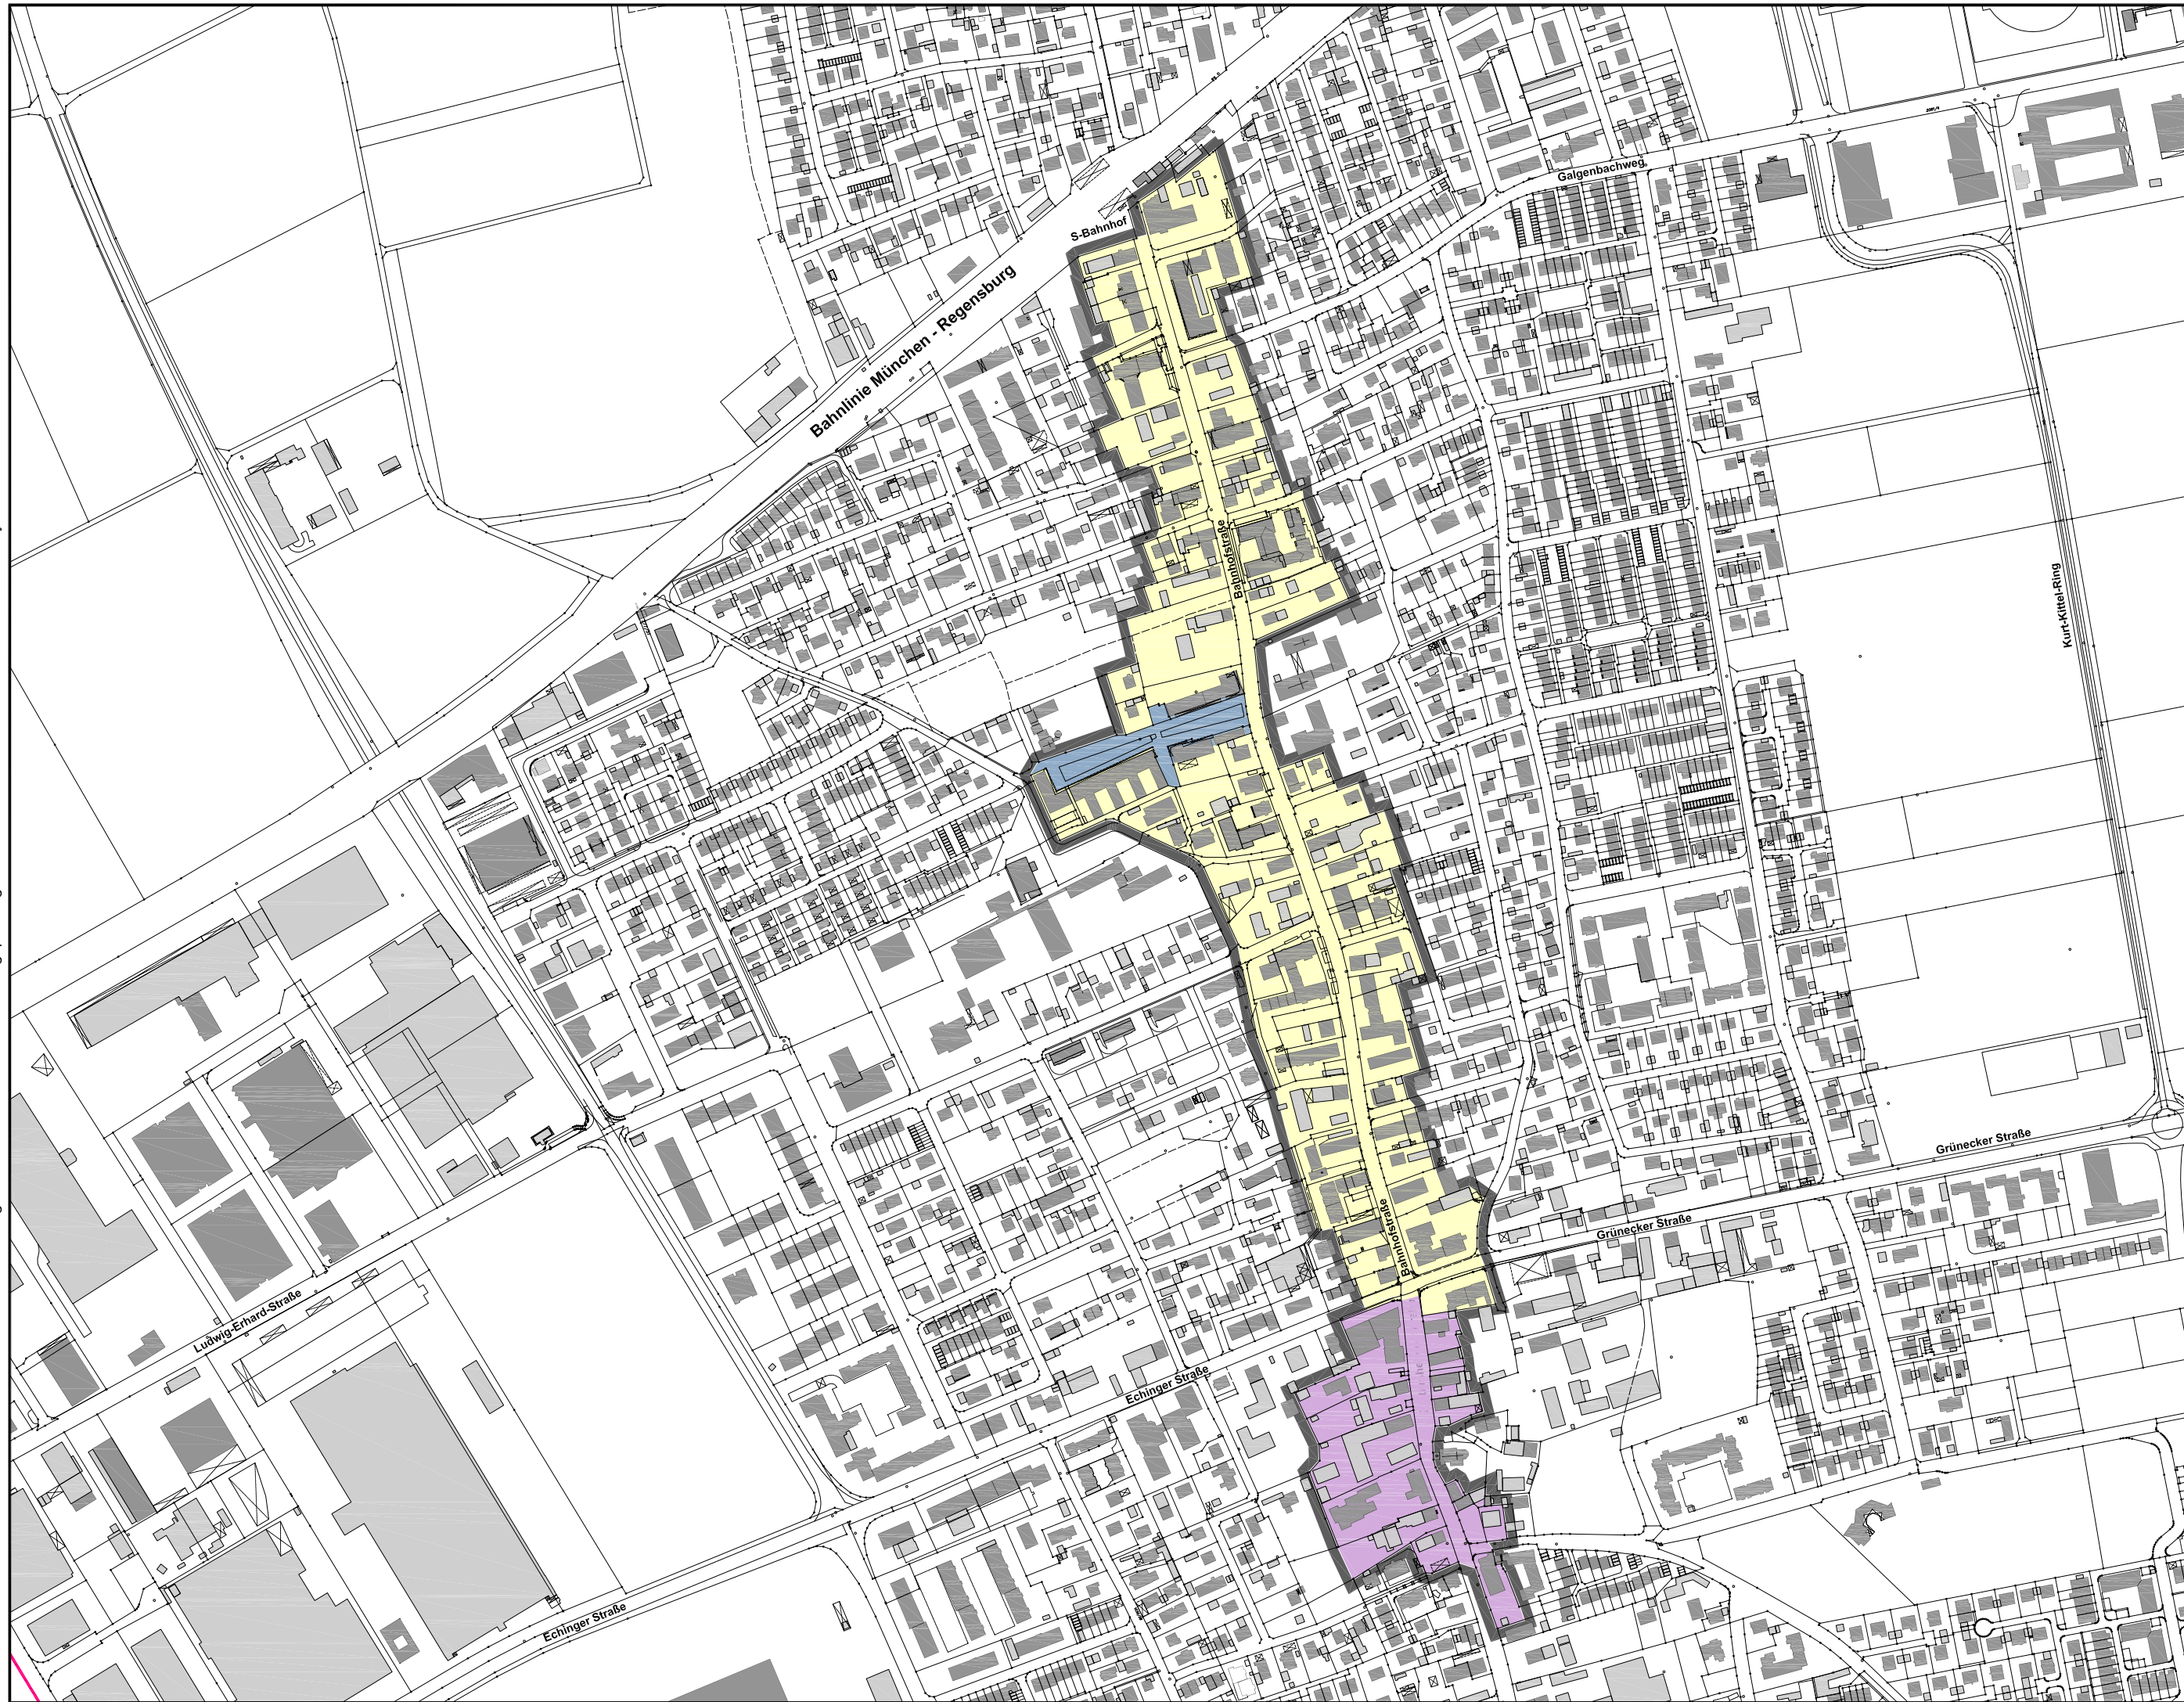 Galgenbachweg
S-Bahnhof
Bahnlinie München - Regensburg
Bahnhofstraße
Kurt-Kittel-Ring
Grünecker Straße
Grünecker Straße
Bahnhofstraße
Ludwig-Erhard-Straße
Echinger Straße
Echinger Straße